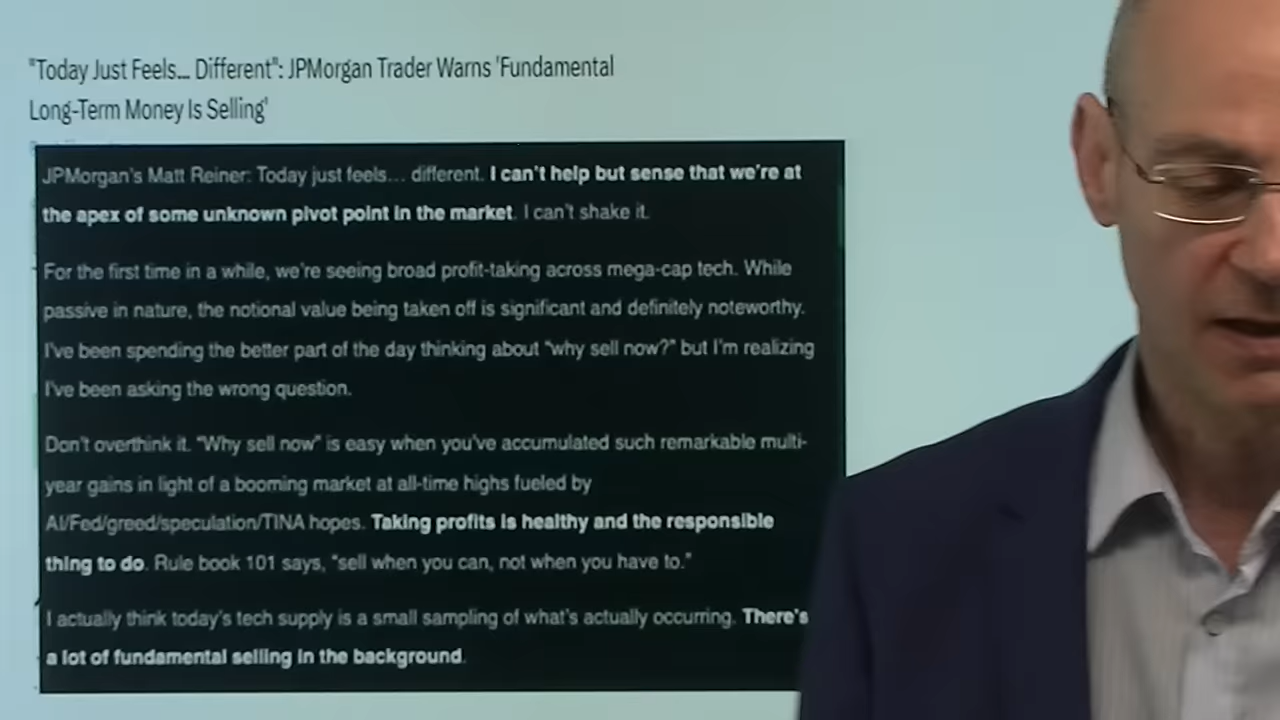 "Today Just Feels... Different": JPMorgan Trader Warns 'Fundamental
Long-Term Money Is Selling'
JPMorgan's Matt Reiner: Today just feels... different. I can't help but sense that we're at
the apex of some unknown pivot point in the market. I can't shake it.
For the first time in a while, we're seeing broad profit-taking across mega-cap tech. While
passive in nature, the notional value being taken off is significant and definitely noteworthy.
I've been spending the better part of the day thinking about "why sell now?" but I'm realizing
I've been asking the wrong question.
Don't overthink it. "Why sell now" is easy when you've accumulated such remarkable multi-
year gains in light of a booming market at all-time highs fueled by
AI/Fed/greed/speculation/TINA hopes. Taking profits is healthy and the responsible
thing to do. Rule book 101 says, "sell when you can, not when you have to."
I actually think today's tech supply is a small sampling of what's actually occurring. There's
a lot of fundamental selling in the background.